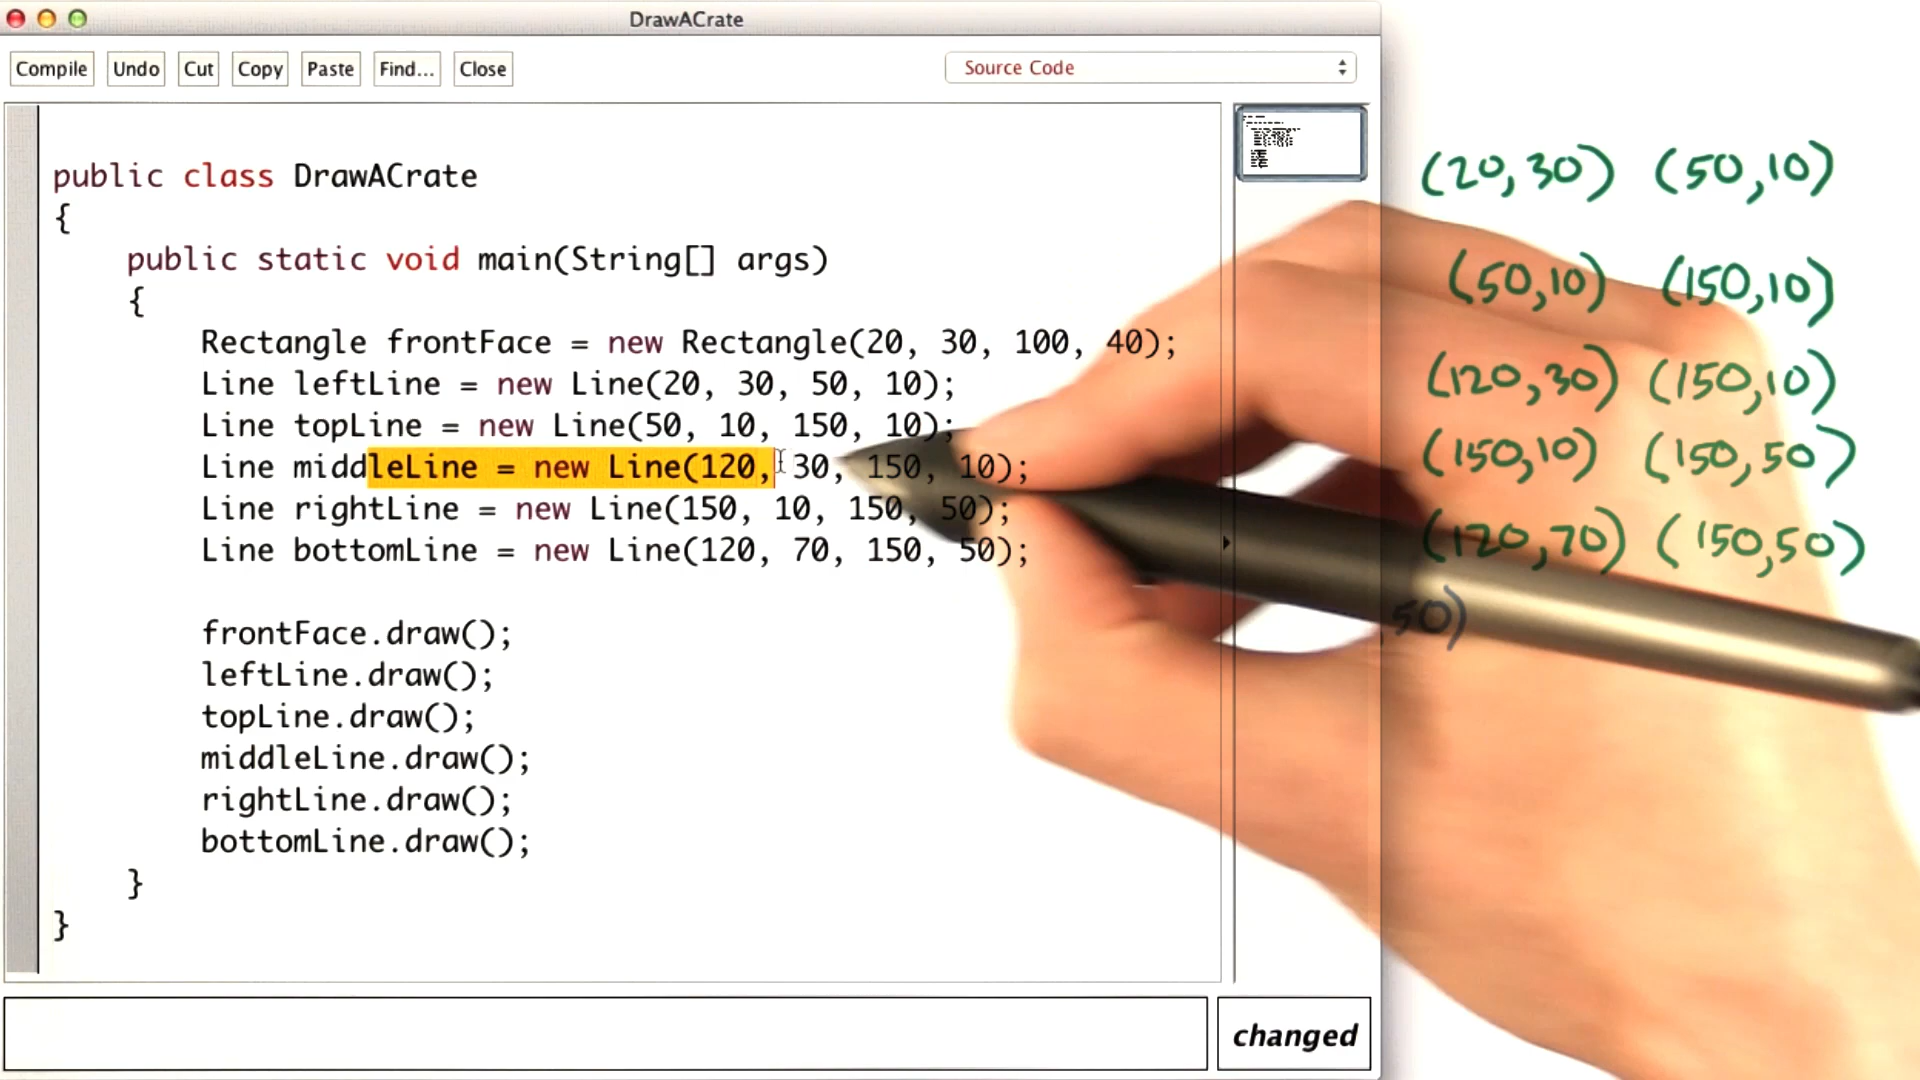 DrawACrate
Compile Undo Cut Copy Paste Find... Close Source Code
public class DrawACrate
{
public static void main(String[] args)
{
Rectangle frontFace = new Rectangle(20, 30, 100, 40);
Line leftLine = new Line(20, 30, 50, 10);
Line topLine = new Line(50, 10, 150, 10);
Line middleLine = new Line(120, 30, 150, 10);
Line rightLine = new Line(150, 10, 150, 50);
Line bottomLine = new Line(120, 70, 150, 50);
frontFace.draw();
leftLine.draw();
topLine.draw();
middleLine.draw();
rightLine.draw();
bottomLine.draw();
}
}
changed
(20,30) (50,10)
(50,10) (150,10)
(120,30) (150,10)
(150,10) (150,50)
(120,70) (150,50)
50)